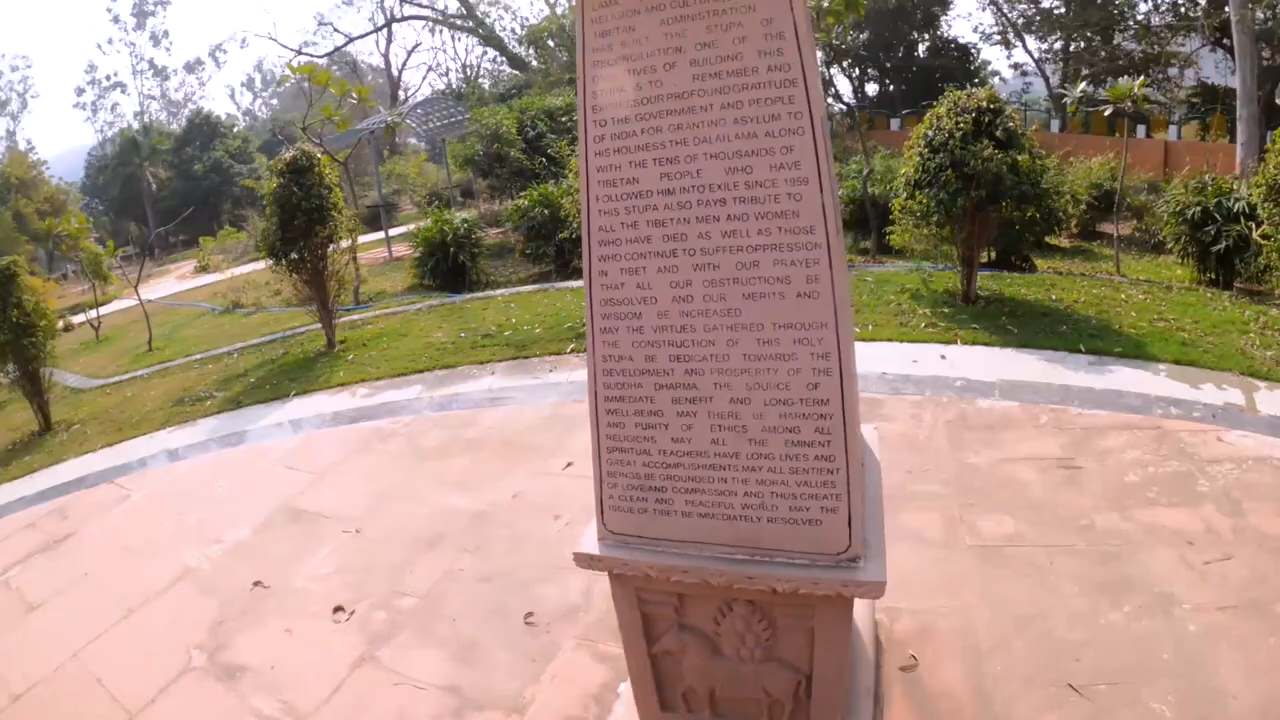 LAMA
RELIGION AND CULTURE
TIBETAN ADMINISTRATION
HAS BUILT THIS STUPA OF
RECONCILIATION. ONE OF THE
OBJECTIVES OF BUILDING THIS
STUPA IS TO REMEMBER AND
EXPRESS OUR PROFOUND GRATITUDE
TO THE GOVERNMENT AND PEOPLE
OF INDIA FOR GRANTING ASYLUM TO
HIS HOLINESS THE DALAI LAMA ALONG
WITH THE TENS OF THOUSANDS OF
TIBETAN PEOPLE WHO HAVE
FOLLOWED HIM INTO EXILE SINCE 1959
THIS STUPA ALSO PAYS TRIBUTE TO
ALL THE TIBETAN MEN AND WOMEN
WHO HAVE DIED AS WELL AS THOSE
WHO CONTINUE TO SUFFER OPPRESSION
IN TIBET AND WITH OUR PRAYER
THAT ALL OUR OBSTRUCTIONS BE
DISSOLVED AND OUR MERITS AND
WISDOM BE INCREASED
MAY THE VIRTUES GATHERED THROUGH
THE CONSTRUCTION OF THIS HOLY
STUPA BE DEDICATED TOWARDS THE
DEVELOPMENT AND PROSPERITY OF THE
BUDDHA DHARMA, THE SOURCE OF
IMMEDIATE BENEFIT AND LONG-TERM
WELL-BEING. MAY THERE BE HARMONY
AND PURITY OF ETHICS AMONG ALL
RELIGIONS MAY ALL THE EMINENT
SPIRITUAL TEACHERS HAVE LONG LIVES AND
GREAT ACCOMPLISHMENTS. MAY ALL SENTIENT
BEINGS BE GROUNDED IN THE MORAL VALUES
OF LOVE AND COMPASSION AND THUS CREATE
A CLEAN AND PEACEFUL WORLD. MAY THE
ISSUE OF TIBET BE IMMEDIATELY RESOLVED